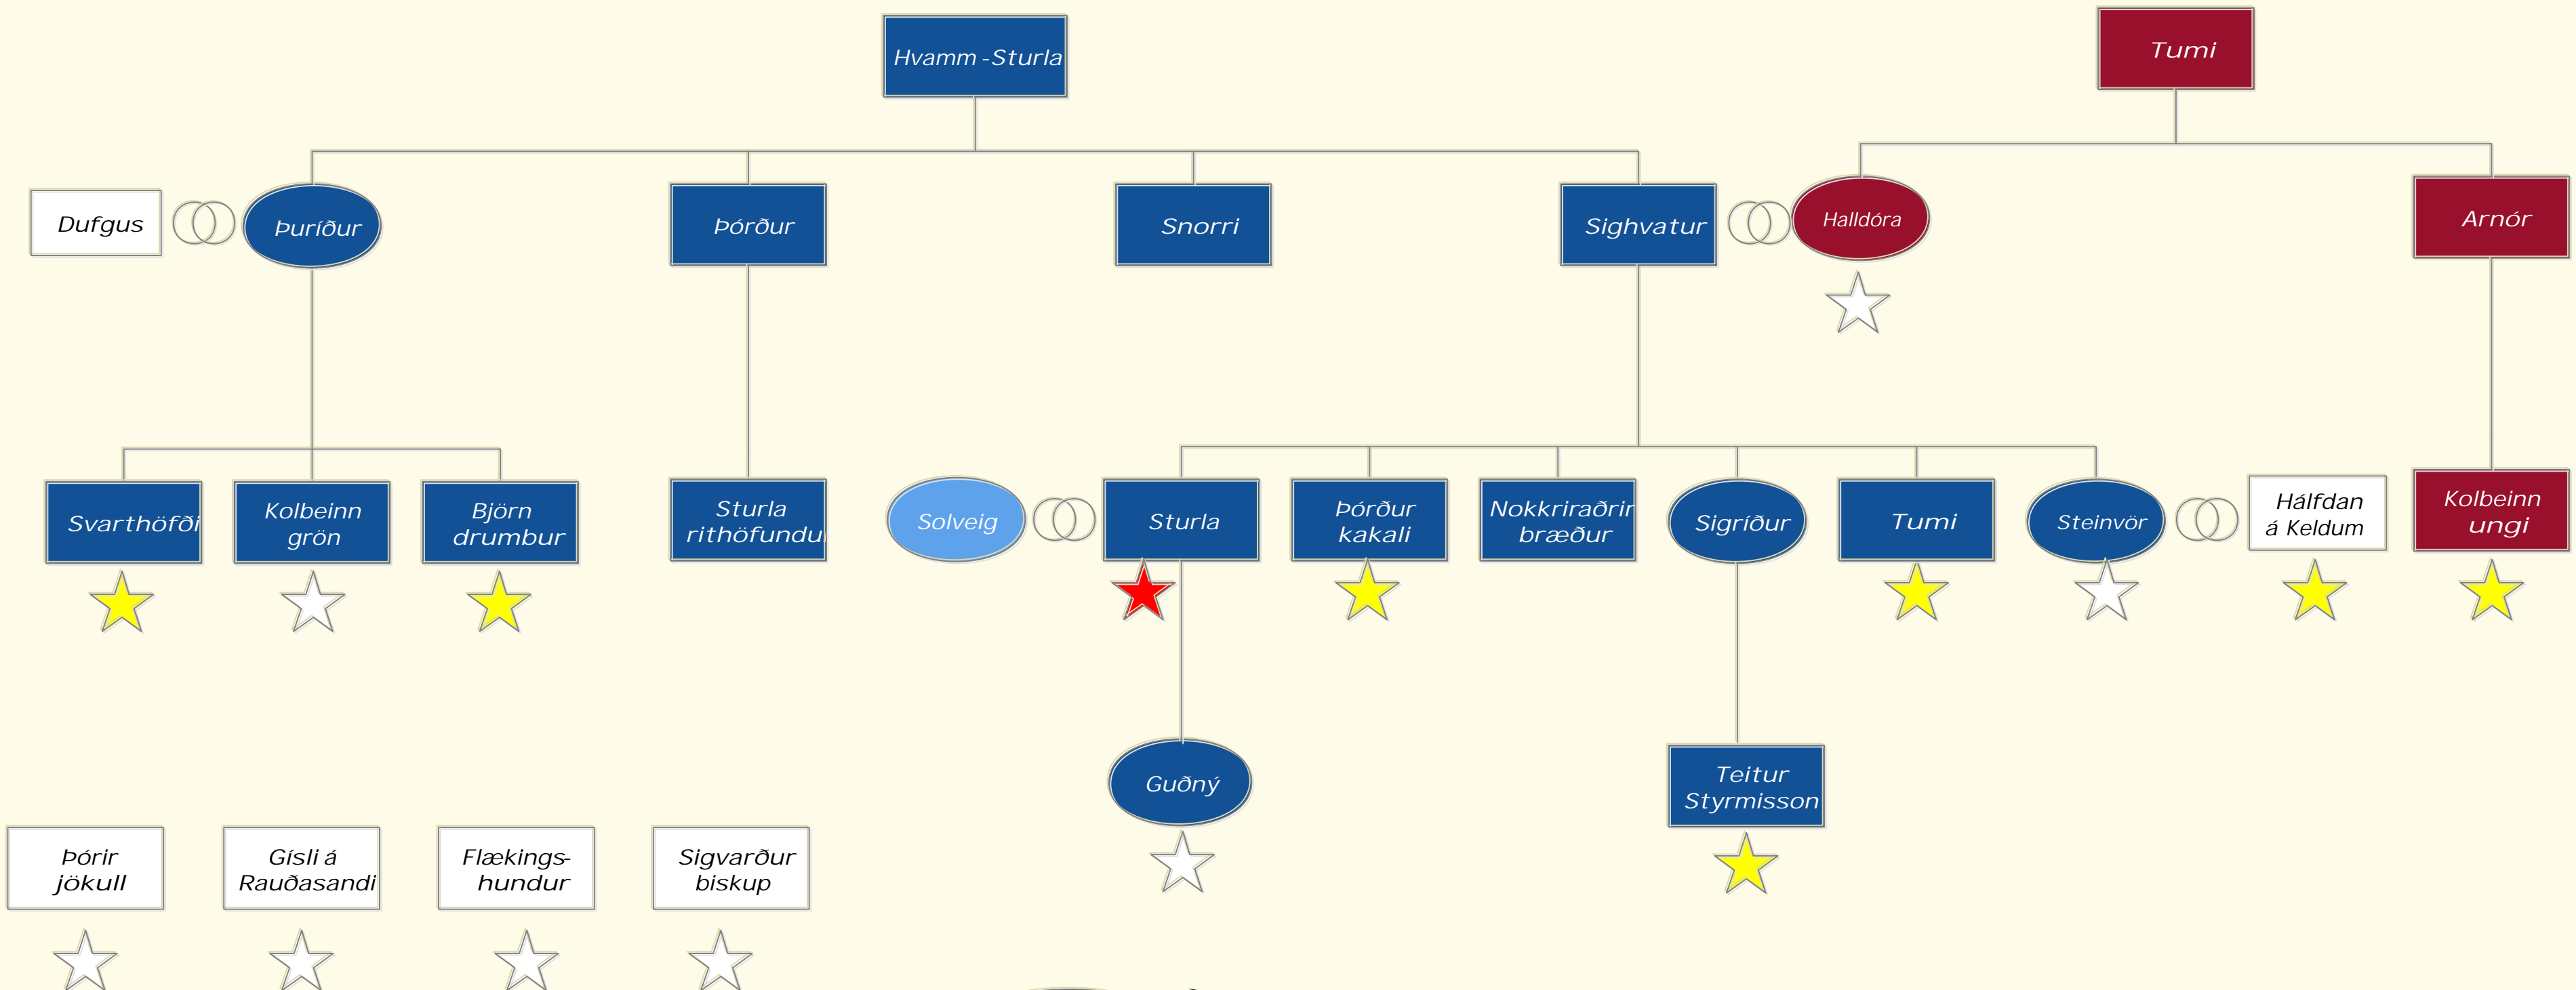 Hvamm -Sturla
Tumi
Dufgus
Þuríður
Þórður
Snorri
Sighvatur
Halldóra
Arnór
Svarthöfði
Kolbeinn
grön
Björn
drumbur
Sturla
rithöfundu
Solveig
Sturla
Þórður
kakali
Nokkriraðrir
bræður
Sigríður
Tumi
Steinvör
Hálfdan
á Keldum
Kolbeinn
ungi
Guðný
Teitur
Styrmisson
Þórir
jökull
Gísli á
Rauðasandi
Flækings-
hundur
Sigvarður
biskup